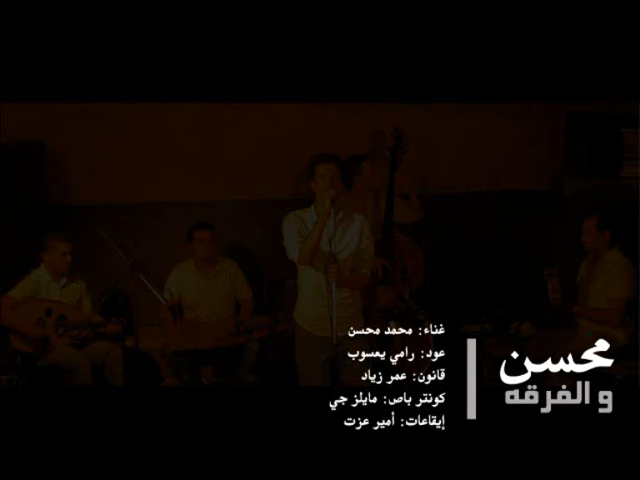 محسن
و الفرقه
غناء: محمد محسن
عود: رامي يعسوب
قانون: عمر زياد
كونتر باص: مايلز جي
إيقاعات: أمير عزت